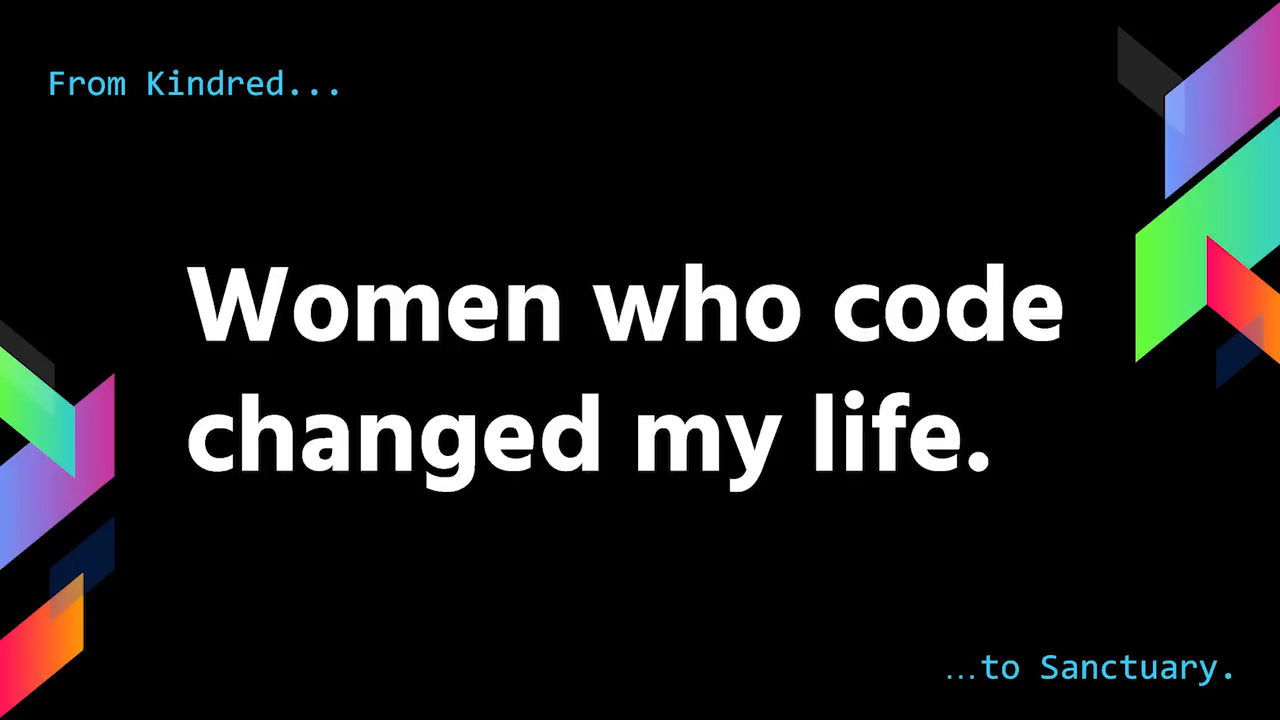 From Kindred...
Women who code
changed my life.
...to Sanctuary.